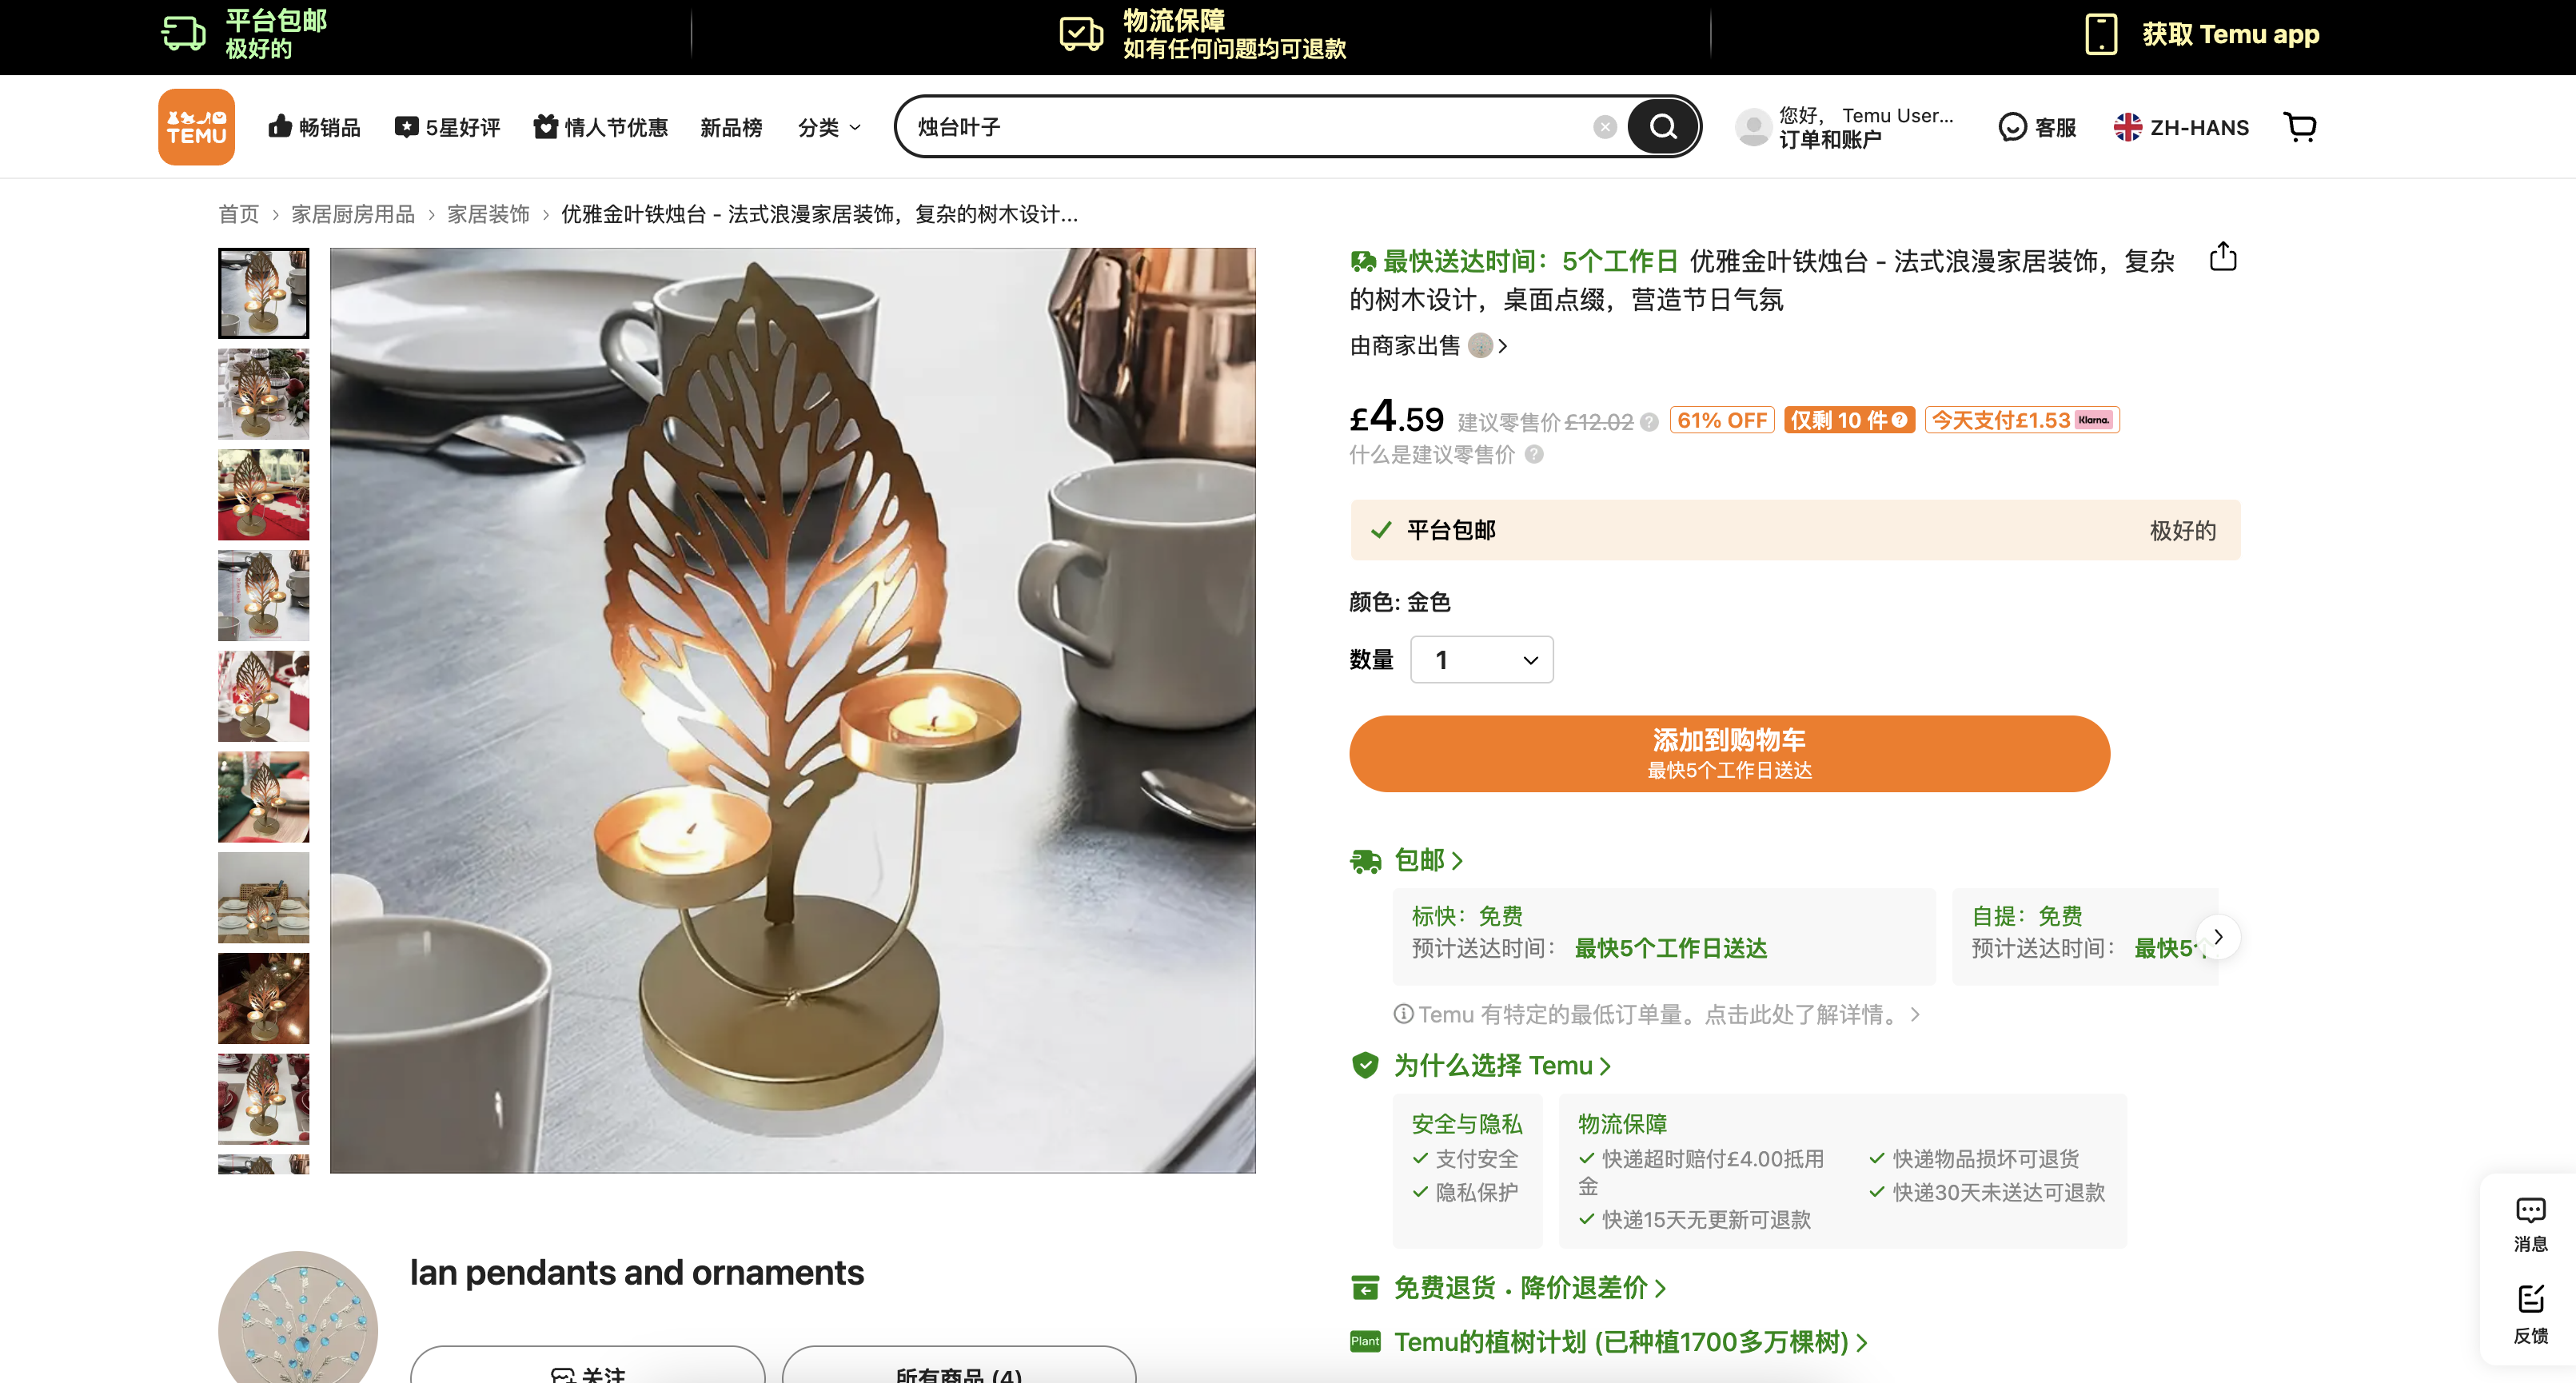 平台包邮
极好的
物流保障
如有任何问题均可退款
获取 Temu app
TEMU
畅销品
5星好评
情人节优惠
新品榜
分类
烛台叶子
您好， Temu User...
订单和账户
客服
ZH-HANS
首页 > 家居厨房用品 > 家居装饰 > 优雅金叶铁烛台 - 法式浪漫家居装饰，复杂的树木设计...
最快送达时间：5个工作日 优雅金叶铁烛台 - 法式浪漫家居装饰，复杂
的树木设计，桌面点缀，营造节日气氛
由商家出售
£4.59 建议零售价£12.02 61% OFF 仅剩 10 件 今天支付£1.53 Klarna.
什么是建议零售价
平台包邮 极好的
颜色: 金色
数量 1
添加到购物车
最快5个工作日送达
包邮
标快：免费
预计送达时间： 最快5个工作日送达
自提：免费
预计送达时间： 最快5个
Temu 有特定的最低订单量。点击此处了解详情。
为什么选择 Temu
安全与隐私
支付安全
隐私保护
物流保障
快递超时赔付£4.00抵用
金
快递15天无更新可退款
快递物品损坏可退货
快递30天未送达可退款
免费退货 · 降价退差价
Plant Temu的植树计划 (已种植1700多万棵树)
lan pendants and ornaments
关注
所有商品 (4)
消息
反馈